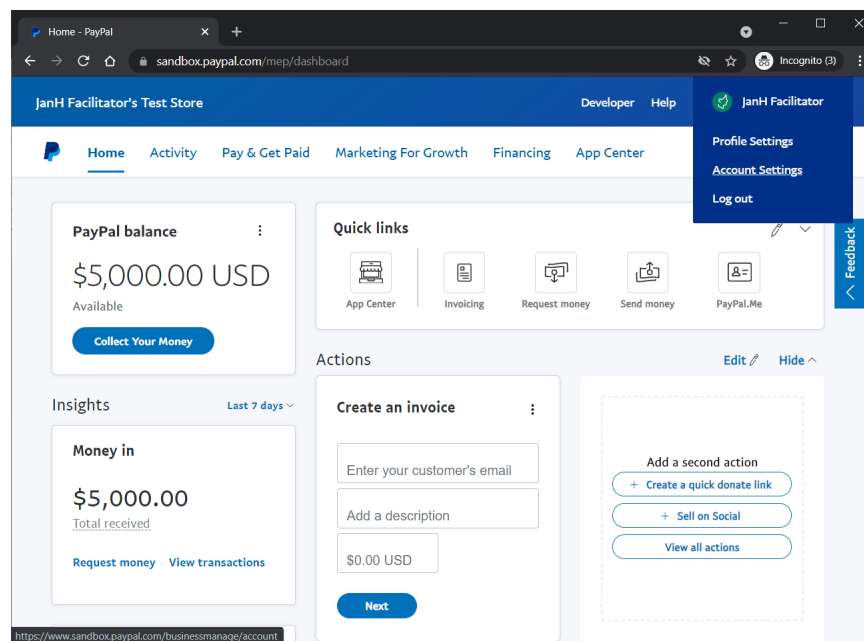 Home - PayPal
sandbox.paypal.com/mep/dashboard
Incognito (3)
JanH Facilitator's Test Store
Developer Help
JanH Facilitator
Profile Settings
Account Settings
Log out
Home Activity Pay & Get Paid Marketing For Growth Financing App Center
PayPal balance
$5,000.00 USD
Available
Collect Your Money
Quick links
App Center Invoicing Request money Send money PayPal.Me
Feedback
Actions
Edit Hide
Insights
Last 7 days
Money in
$5,000.00
Total received
Request money View transactions
Create an invoice
Enter your customer's email
Add a description
$0.00 USD
Next
Add a second action
+ Create a quick donate link
+ Sell on Social
View all actions
https://www.sandbox.paypal.com/businessmanage/account